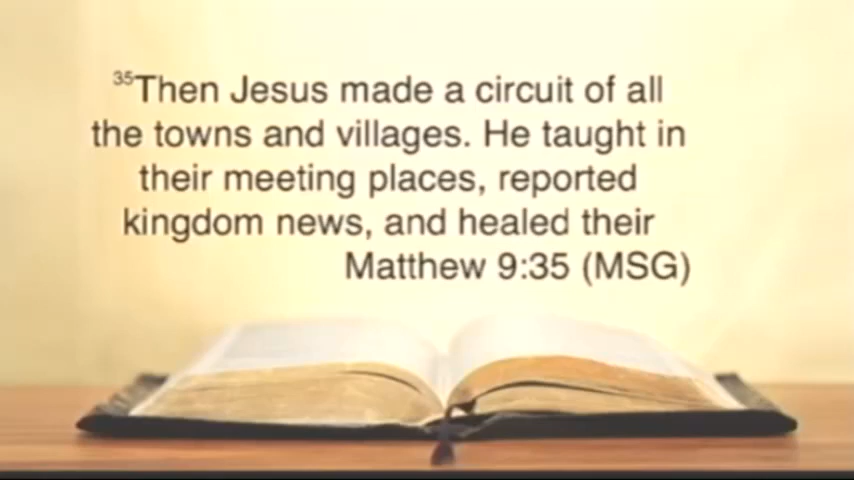 35Then Jesus made a circuit of all
the towns and villages. He taught in
their meeting places, reported
kingdom news, and healed their
Matthew 9:35 (MSG)